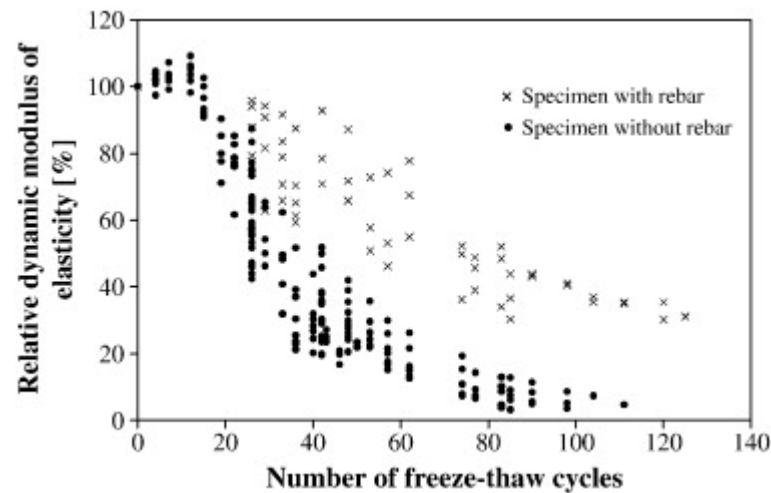 120
100
80
60
40
20
0
Relative dynamic modulus of
elasticity [%]
× Specimen with rebar
• Specimen without rebar
0 20 40 60 80 100 120 140
Number of freeze-thaw cycles